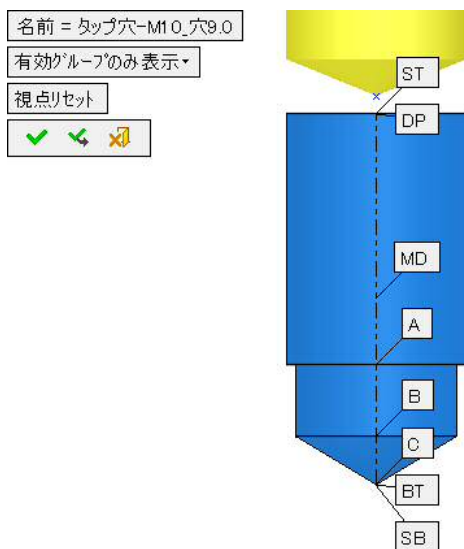 名前 = タップ穴-M10_穴9.0
有効グループのみ表示▾
視点リセット
ST
DP
MD
A
B
C
BT
SB